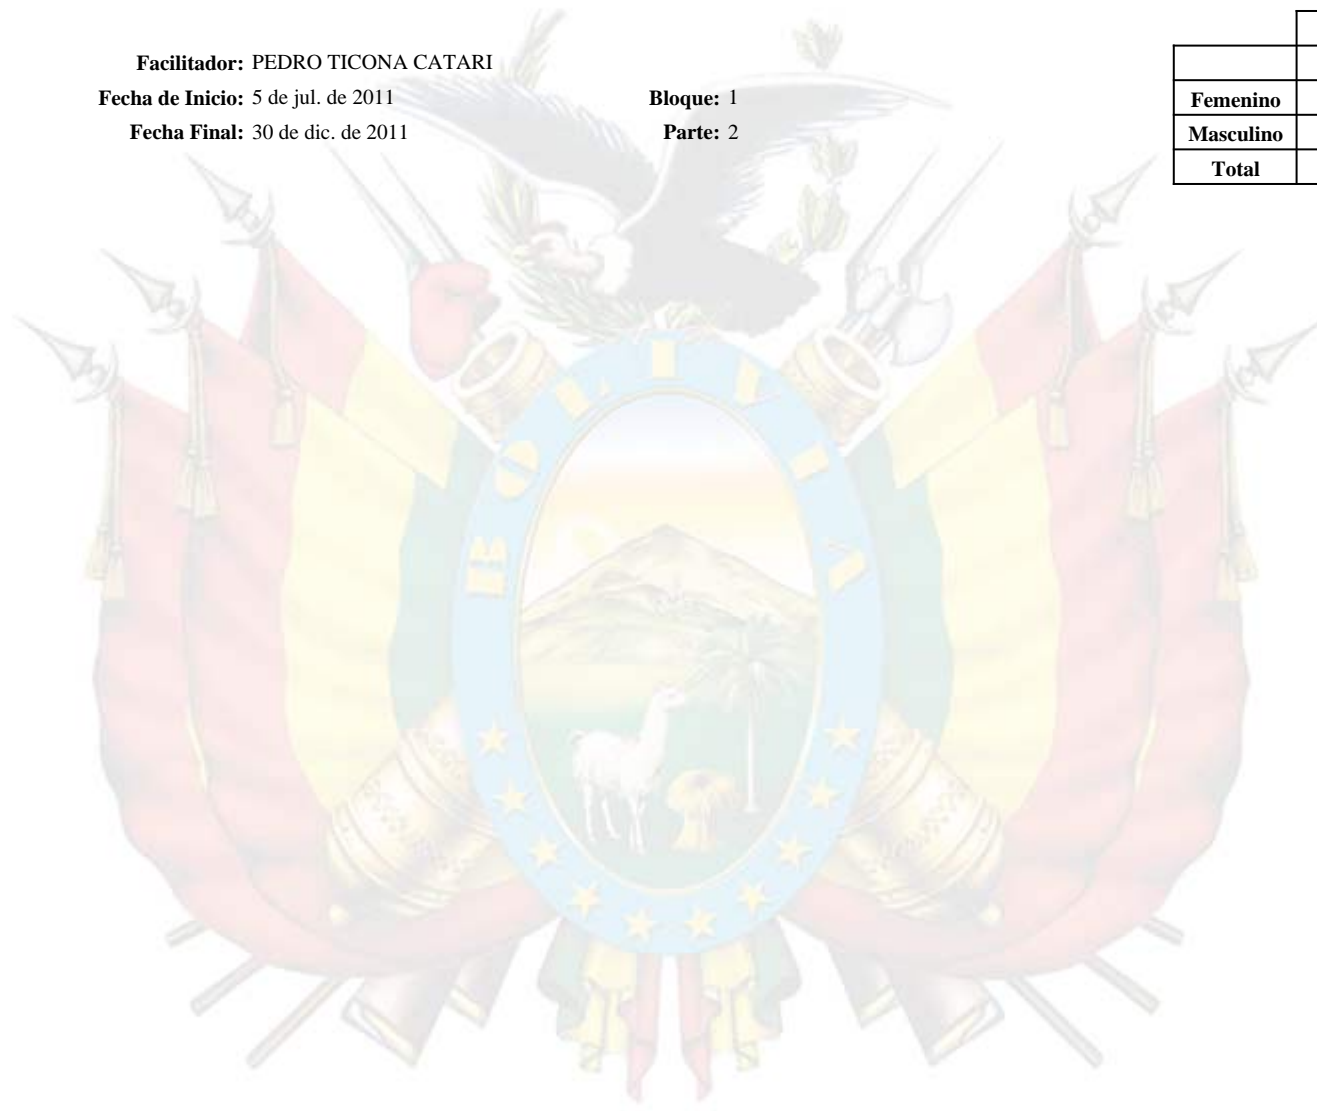 Facilitador: PEDRO TICONA CATARI
Fecha de Inicio: 5 de jul. de 2011 Bloque: 1
Fecha Final: 30 de dic. de 2011 Parte: 2
Femenino
Masculino
Total
BOLIVIA